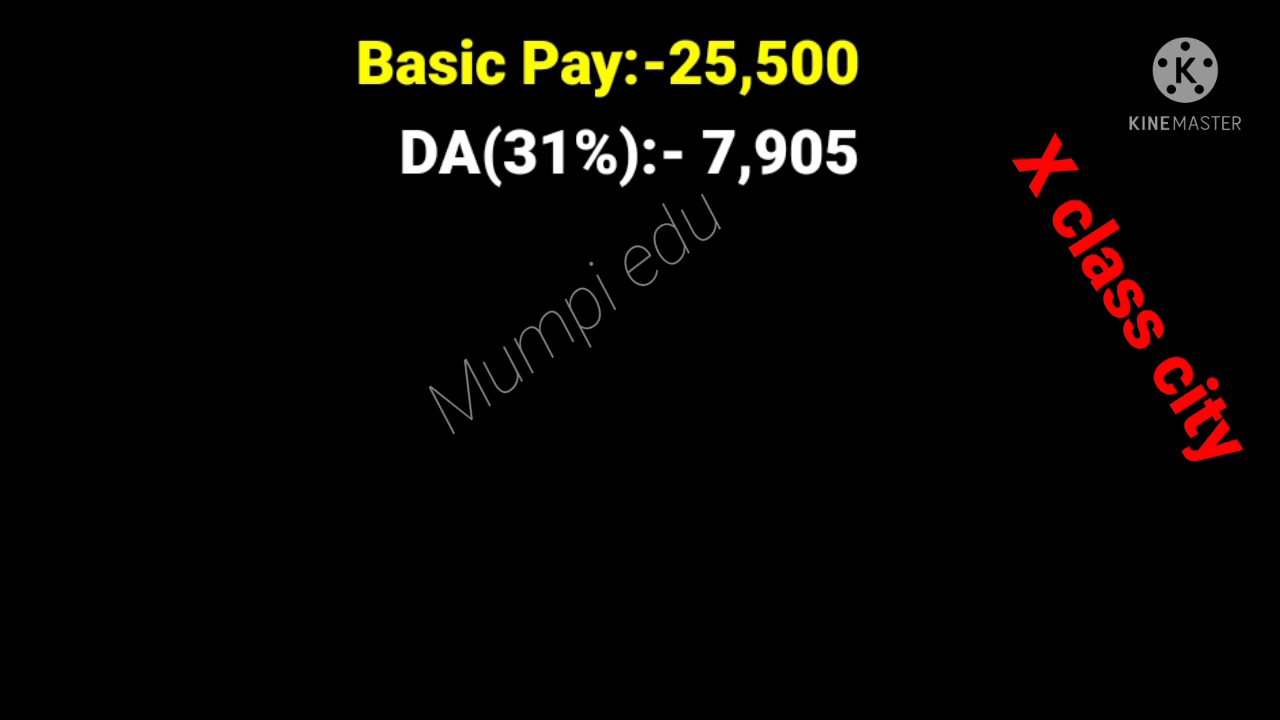 Basic Pay:-25,500
DA(31%):- 7,905
KINEMASTER
X class city
Mumpi edu